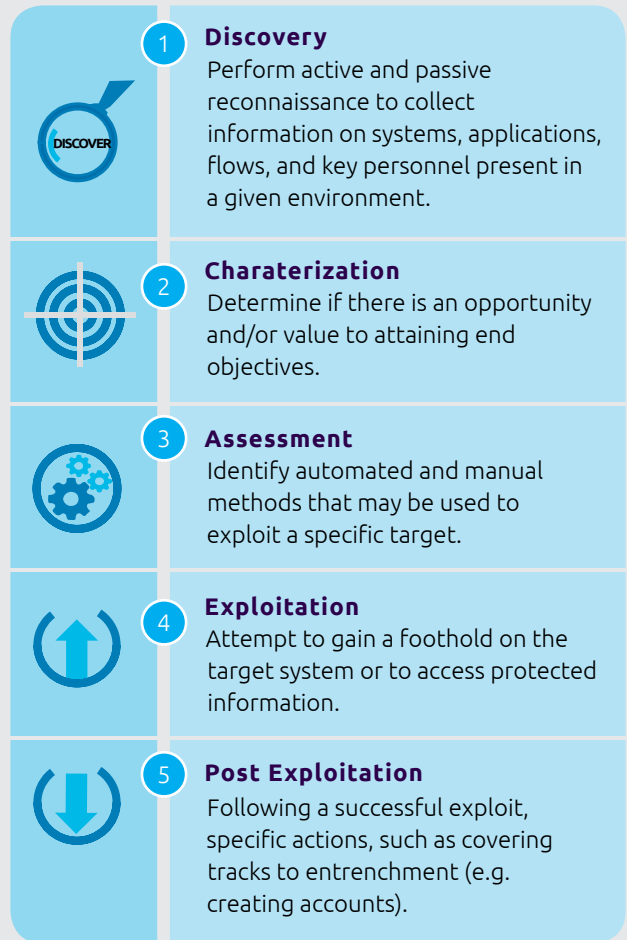 1
Discovery
Perform active and passive
reconnaissance to collect
information on systems, applications,
flows, and key personnel present in
a given environment.
DISCOVER
2
Charaterization
Determine if there is an opportunity
and/or value to attaining end
objectives.
3
Assessment
Identify automated and manual
methods that may be used to
exploit a specific target.
4
Exploitation
Attempt to gain a foothold on the
target system or to access protected
information.
5
Post Exploitation
Following a successful exploit,
specific actions, such as covering
tracks to entrenchment (e.g.
creating accounts).